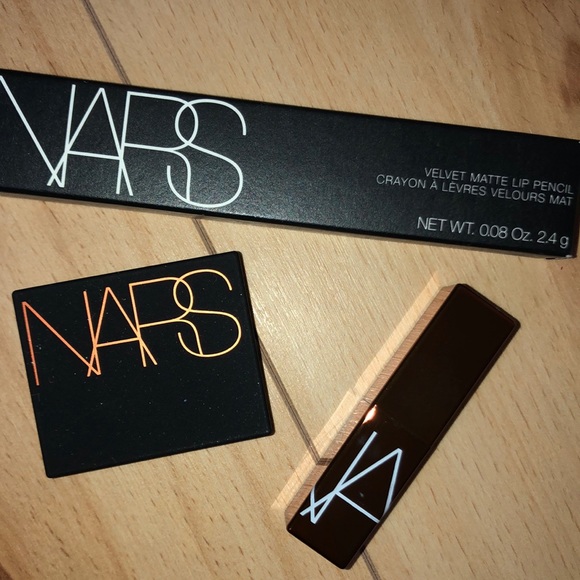 NARS
VELVET MATTE LIP PENCIL
CRAYON À LÈVRES VELOURS MAT
NET WT. 0.08 Oz. 2.4 g
NARS